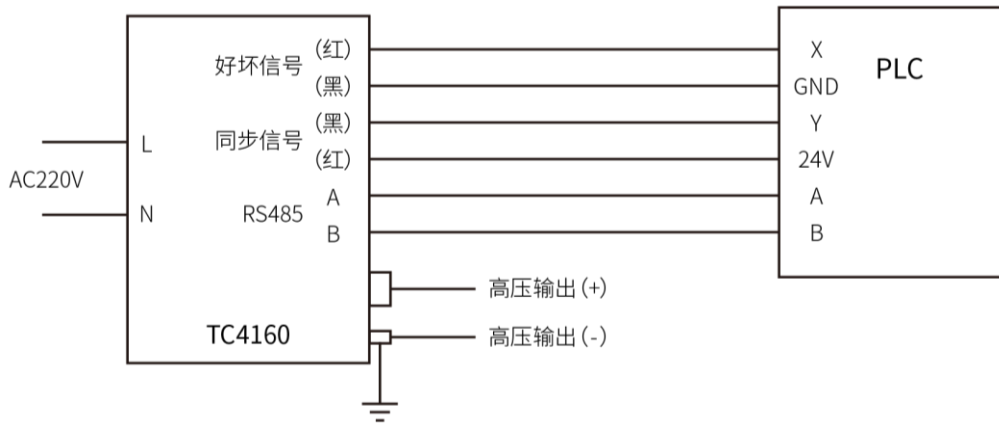 AC220V
L
N
好坏信号
(红)
(黑)
同步信号
(黑)
(红)
RS485
A
B
TC4160
高压输出(+)
高压输出(-)
X
GND
Y
24V
A
B
PLC